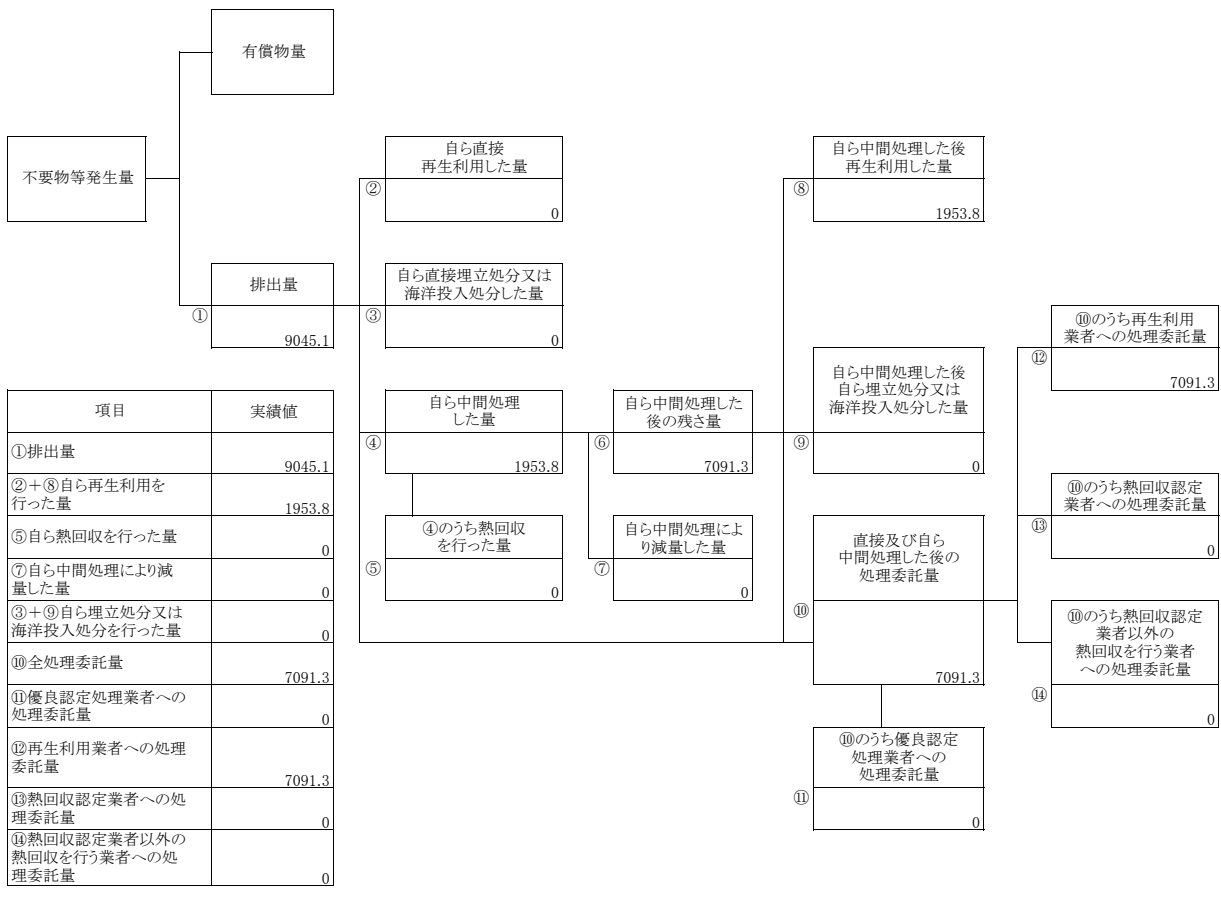 有償物量
不要物等発生量
排出量
①
9045.1
自ら直接
再生利用した量
②
0
自ら直接埋立処分又は
海洋投入処分した量
③
0
自ら中間処理
した量
④
1953.8
④のうち熱回収
を行った量
⑤
0
自ら中間処理した
後の残さ量
⑥
7091.3
自ら中間処理によ
り減量した量
⑦
0
自ら中間処理した後
再生利用した量
⑧
1953.8
自ら中間処理した後
自ら埋立処分又は
海洋投入処分した量
⑨
0
直接及び自ら
中間処理した後の
処理委託量
⑩
7091.3
⑩のうち優良認定
処理業者への
処理委託量
⑪
0
⑩のうち再生利用
業者への処理委託量
⑫
7091.3
⑩のうち熱回収認定
業者への処理委託量
⑬
0
⑩のうち熱回収認定
業者以外の
熱回収を行う業者
への処理委託量
⑭
0
項目 実績値
①排出量
9045.1
②＋⑧自ら再生利用を
行った量
1953.8
⑤自ら熱回収を行った量
0
⑦自ら中間処理により減
量した量
0
③＋⑨自ら埋立処分又は
海洋投入処分を行った量
0
⑩全処理委託量
7091.3
⑪優良認定処理業者への
処理委託量
0
⑫再生利用業者への処理
委託量
7091.3
⑬熱回収認定業者への処
理委託量
0
⑭熱回収認定業者以外の
熱回収を行う業者への処
理委託量
0